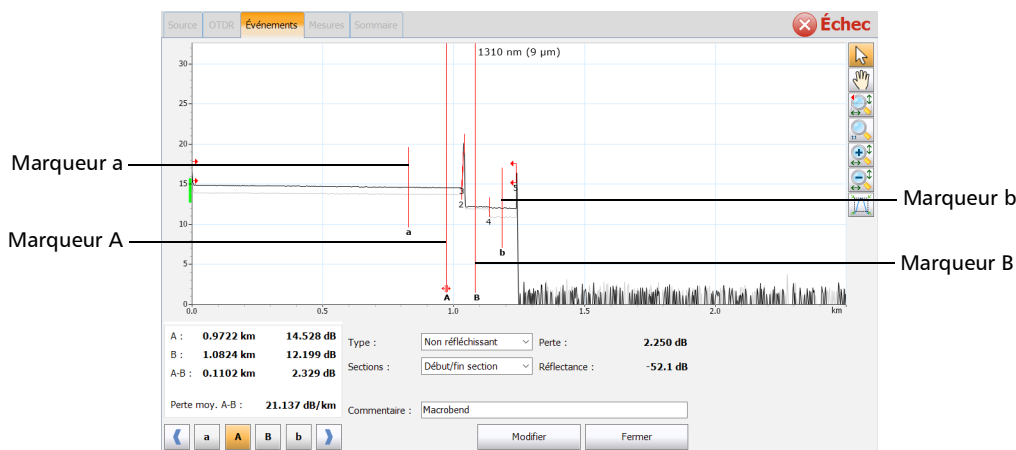 Source OTDR Événements Mesures Sommaire Échec
1310 nm (9 µm)
30
25
20
15
10
5
0
Marqueur a
Marqueur A
Marqueur b
Marqueur B
3
2
4
5
a
b
A B
0.0 0.5 1.0 1.5 2.0 km
A : 0.9722 km 14.528 dB
B : 1.0824 km 12.199 dB
A-B : 0.1102 km 2.329 dB
Perte moy. A-B : 21.137 dB/km
Type : Non réfléchissant Perte : 2.250 dB
Sections : Début/fin section Réflectance : -52.1 dB
Commentaire : Macrobend
a A B b
Modifier Fermer